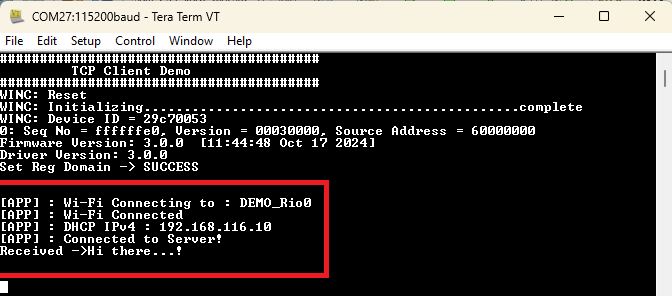 COM27:115200baud - Tera Term VT
File Edit Setup Control Window Help
########################################
TCP Client Demo
########################################
WINC: Reset
WINC: Initializing...............................................complete
WINC: Device ID = 29c70053
0: Seq No = ffffffe0, Version = 00030000, Source Address = 60000000
Firmware Version: 3.0.0 [11:44:48 Oct 17 2024]
Driver Version: 3.0.0
Set Reg Domain -> SUCCESS
[APP] : Wi-Fi Connecting to : DEMO_Rio0
[APP] : Wi-Fi Connected
[APP] : DHCP IPv4 : 192.168.116.10
[APP] : Connected to Server!
Received ->Hi there...!